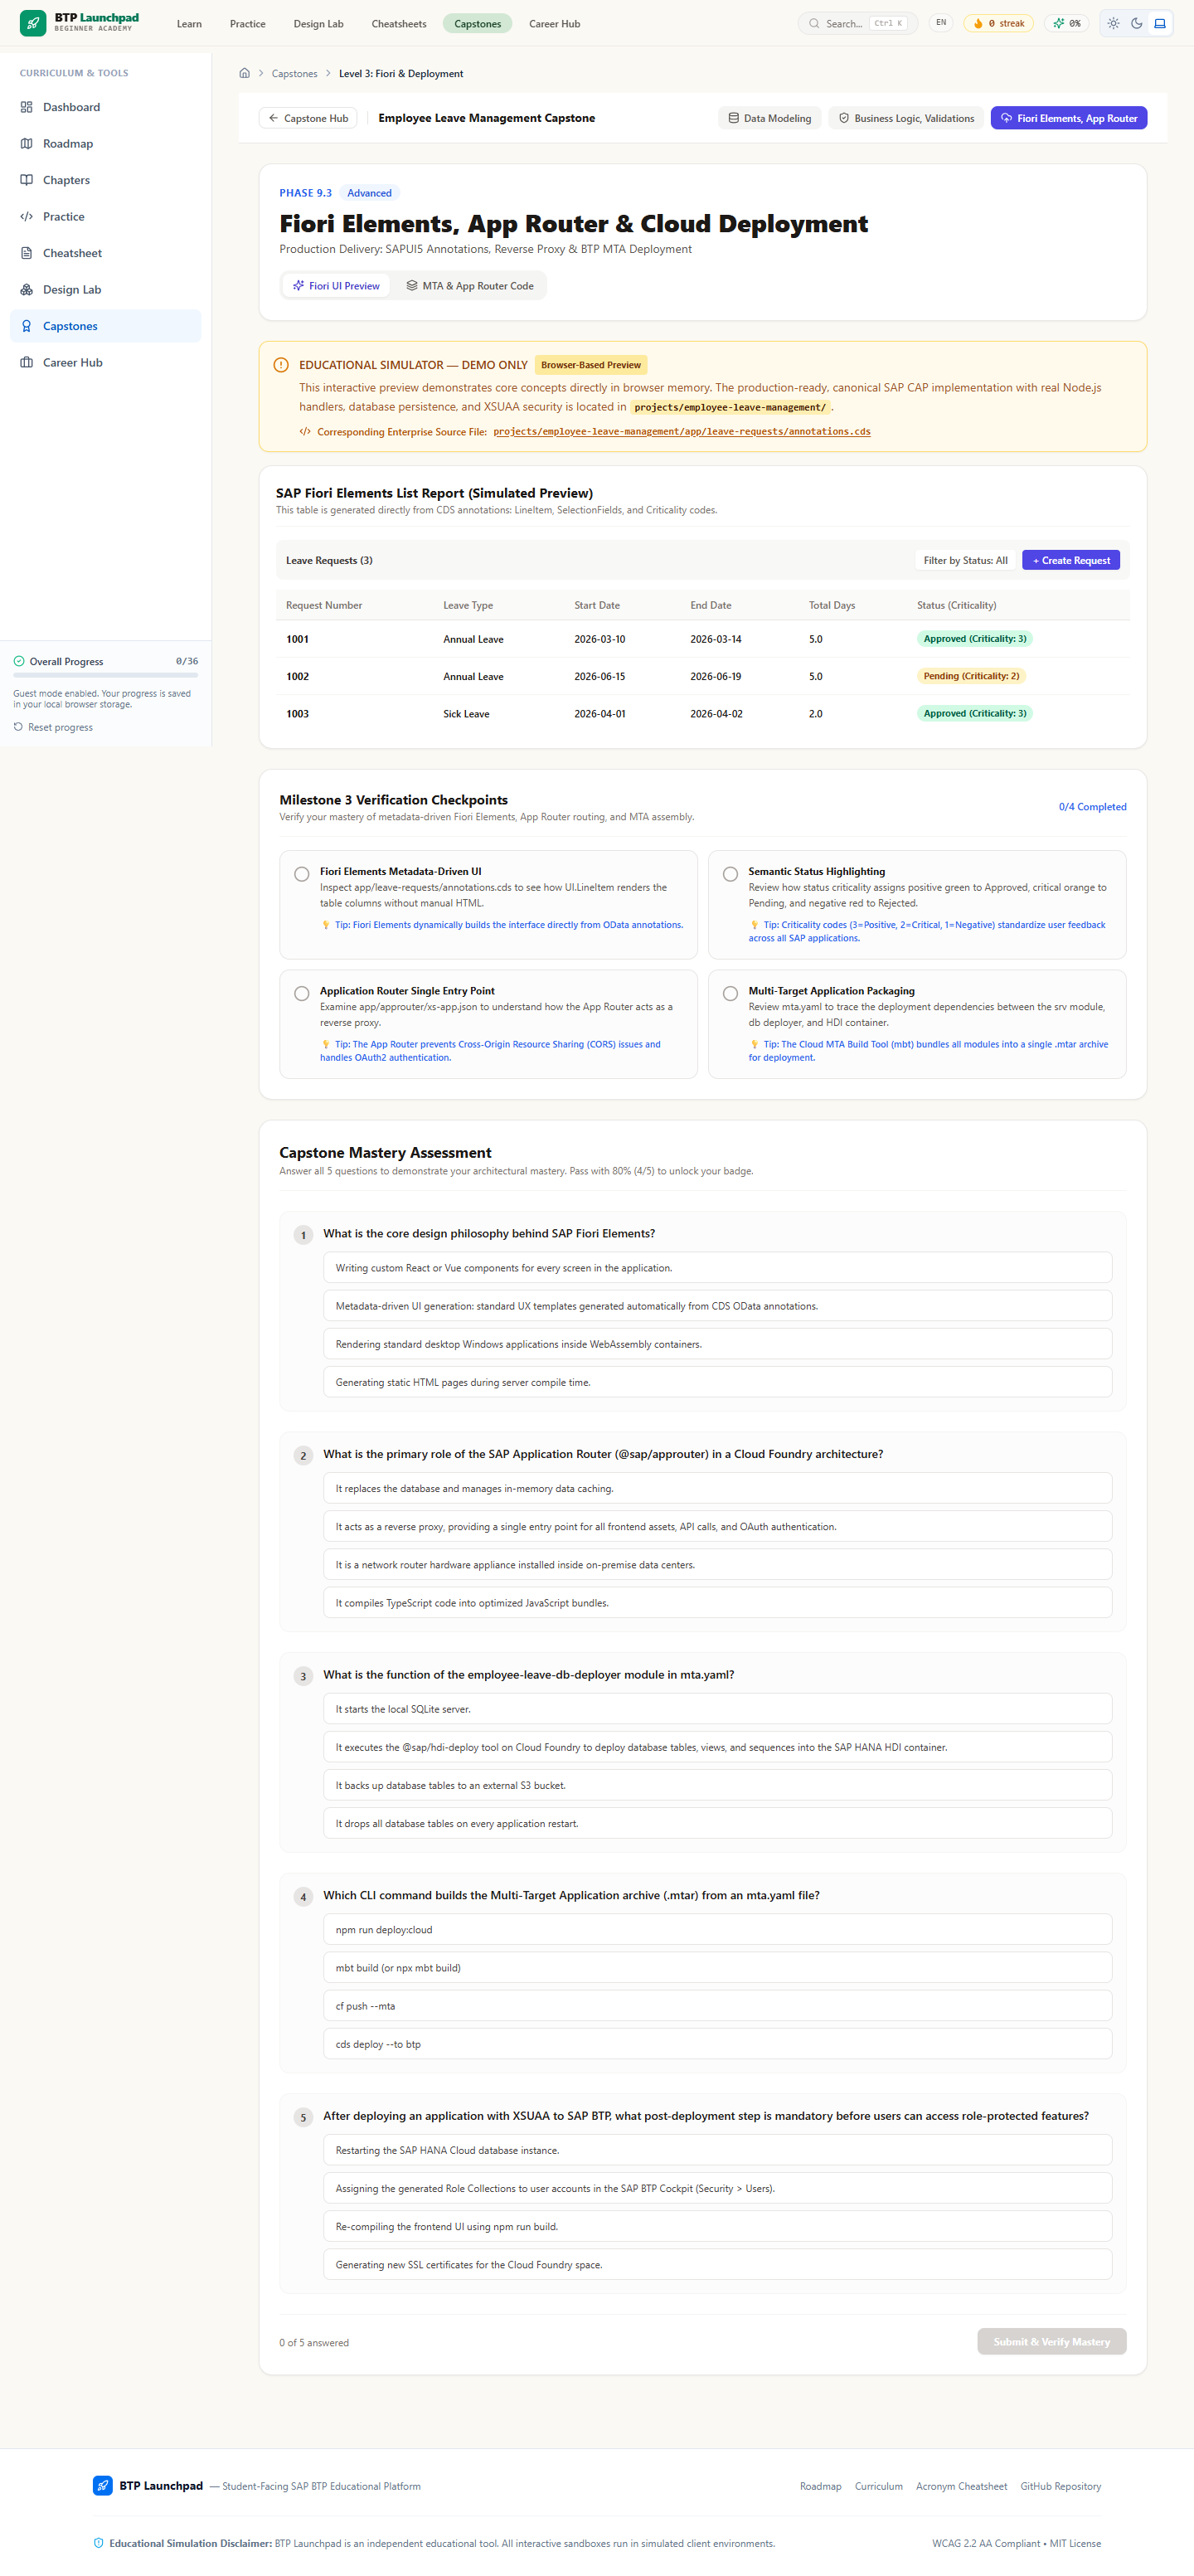 BTP Launchpad
BEGINNER ACADEMY
Learn
Practice
Design Lab
Cheatsheets
Capstones
Career Hub
Search...
Ctrl K
EN
0 streak
0%
CURRICULUM & TOOLS
Dashboard
Roadmap
Chapters
Practice
Cheatsheet
Design Lab
Capstones
Career Hub
Overall Progress
0/36
Guest mode enabled. Your progress is saved
in your local browser storage.
Reset progress
Capstones
Level 3: Fiori & Deployment
Capstone Hub
Employee Leave Management Capstone
Data Modeling
Business Logic, Validations
Fiori Elements, App Router
PHASE 9.3
Advanced
Fiori Elements, App Router & Cloud Deployment
Production Delivery: SAPUI5 Annotations, Reverse Proxy & BTP MTA Deployment
Fiori UI Preview
MTA & App Router Code
EDUCATIONAL SIMULATOR — DEMO ONLY
Browser-Based Preview
This interactive preview demonstrates core concepts directly in browser memory. The production-ready, canonical SAP CAP implementation with real Node.js
handlers, database persistence, and XSUAA security is located in projects/employee-leave-management/ .
</> Corresponding Enterprise Source File: projects/employee-leave-management/app/leave-requests/annotations.cds
SAP Fiori Elements List Report (Simulated Preview)
This table is generated directly from CDS annotations: LineItem, SelectionFields, and Criticality codes.
Leave Requests (3)
Filter by Status: All
+ Create Request
Request Number Leave Type Start Date End Date Total Days Status (Criticality)
1001 Annual Leave 2026-03-10 2026-03-14 5.0 Approved (Criticality: 3)
1002 Annual Leave 2026-06-15 2026-06-19 5.0 Pending (Criticality: 2)
1003 Sick Leave 2026-04-01 2026-04-02 2.0 Approved (Criticality: 3)
Milestone 3 Verification Checkpoints
Verify your mastery of metadata-driven Fiori Elements, App Router routing, and MTA assembly.
0/4 Completed
Fiori Elements Metadata-Driven UI
Inspect app/leave-requests/annotations.cds to see how UI.LineItem renders the
table columns without manual HTML.
Tip: Fiori Elements dynamically builds the interface directly from OData annotations.
Semantic Status Highlighting
Review how status criticality assigns positive green to Approved, critical orange to
Pending, and negative red to Rejected.
Tip: Criticality codes (3=Positive, 2=Critical, 1=Negative) standardize user feedback
across all SAP applications.
Application Router Single Entry Point
Examine app/approuter/xs-app.json to understand how the App Router acts as a
reverse proxy.
Tip: The App Router prevents Cross-Origin Resource Sharing (CORS) issues and
handles OAuth2 authentication.
Multi-Target Application Packaging
Review mta.yaml to trace the deployment dependencies between the srv module,
db deployer, and HDI container.
Tip: The Cloud MTA Build Tool (mbt) bundles all modules into a single .mtar archive
for deployment.
Capstone Mastery Assessment
Answer all 5 questions to demonstrate your architectural mastery. Pass with 80% (4/5) to unlock your badge.
1 What is the core design philosophy behind SAP Fiori Elements?
Writing custom React or Vue components for every screen in the application.
Metadata-driven UI generation: standard UX templates generated automatically from CDS OData annotations.
Rendering standard desktop Windows applications inside WebAssembly containers.
Generating static HTML pages during server compile time.
2 What is the primary role of the SAP Application Router (@sap/approuter) in a Cloud Foundry architecture?
It replaces the database and manages in-memory data caching.
It acts as a reverse proxy, providing a single entry point for all frontend assets, API calls, and OAuth authentication.
It is a network router hardware appliance installed inside on-premise data centers.
It compiles TypeScript code into optimized JavaScript bundles.
3 What is the function of the employee-leave-db-deployer module in mta.yaml?
It starts the local SQLite server.
It executes the @sap/hdi-deploy tool on Cloud Foundry to deploy database tables, views, and sequences into the SAP HANA HDI container.
It backs up database tables to an external S3 bucket.
It drops all database tables on every application restart.
4 Which CLI command builds the Multi-Target Application archive (.mtar) from an mta.yaml file?
npm run deploy:cloud
mbt build (or npx mbt build)
cf push --mta
cds deploy --to btp
5 After deploying an application with XSUAA to SAP BTP, what post-deployment step is mandatory before users can access role-protected features?
Restarting the SAP HANA Cloud database instance.
Assigning the generated Role Collections to user accounts in the SAP BTP Cockpit (Security > Users).
Re-compiling the frontend UI using npm run build.
Generating new SSL certificates for the Cloud Foundry space.
0 of 5 answered
Submit & Verify Mastery
BTP Launchpad — Student-Facing SAP BTP Educational Platform
Roadmap
Curriculum
Acronym Cheatsheet
GitHub Repository
Educational Simulation Disclaimer: BTP Launchpad is an independent educational tool. All interactive sandboxes run in simulated client environments.
WCAG 2.2 AA Compliant • MIT License